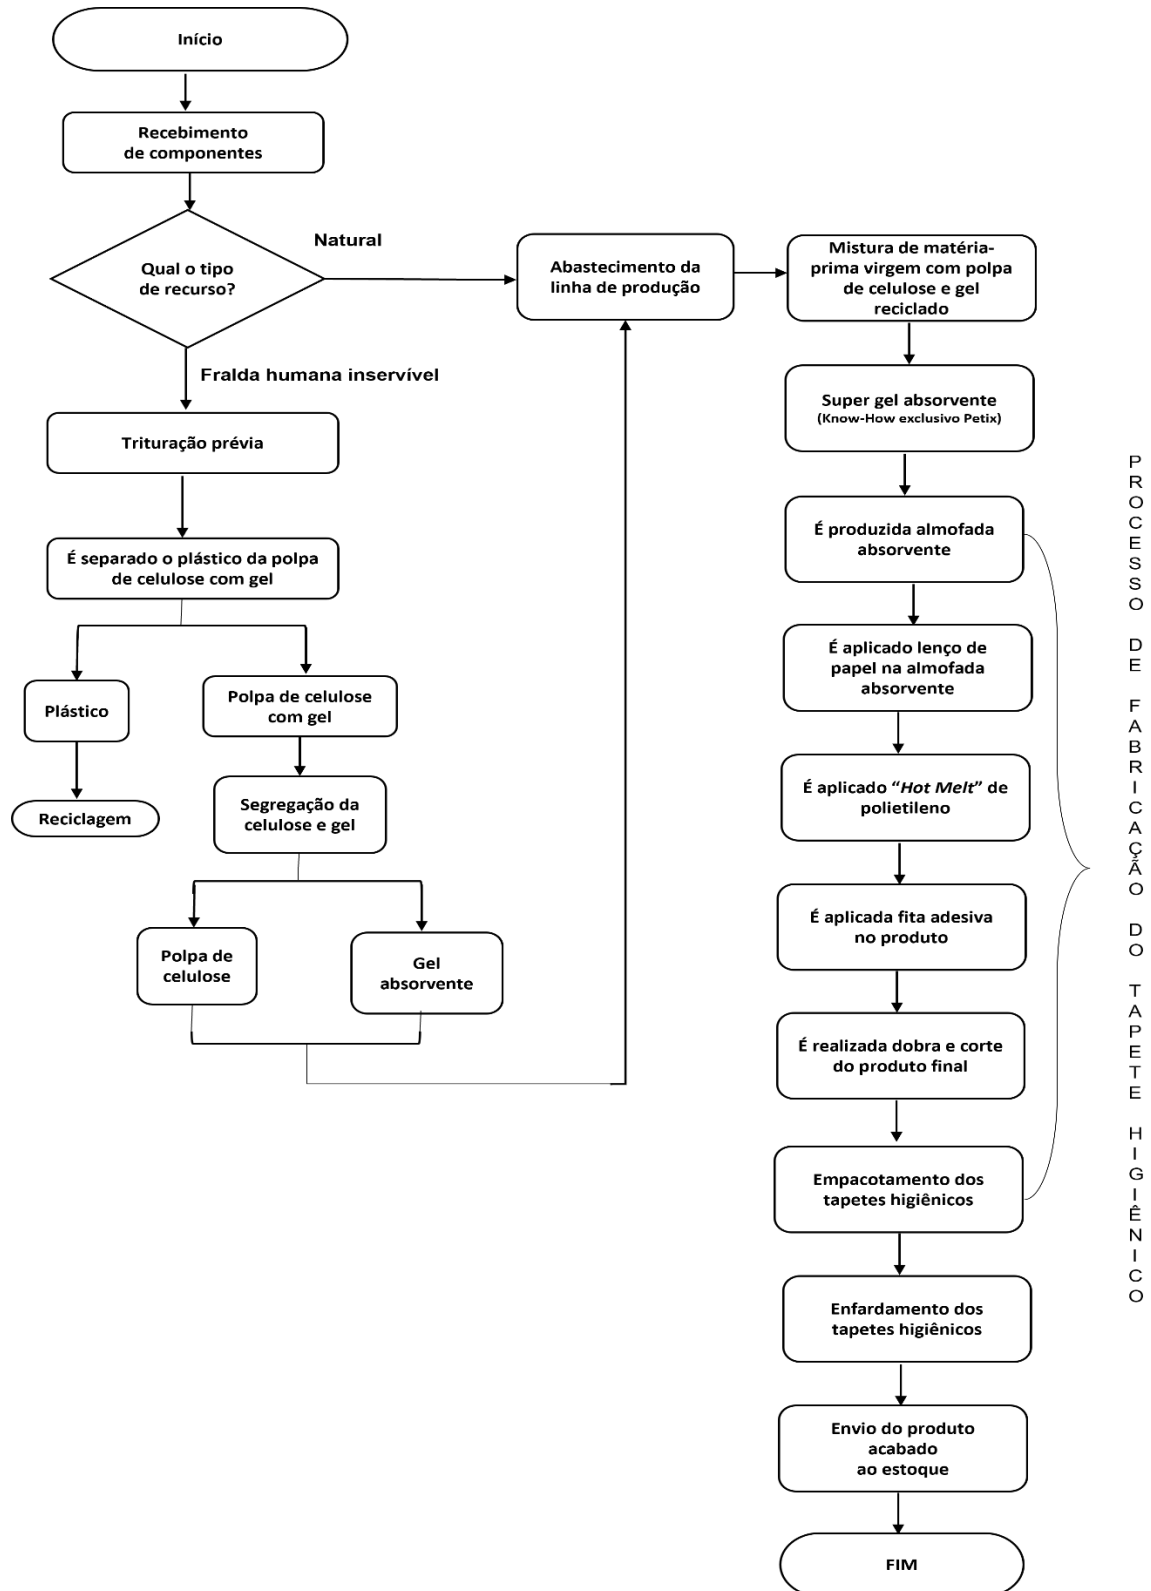 Início
Recebimento
de componentes
Qual o tipo
de recurso?
Natural
Fralda humana inservível
Trituração prévia
É separado o plástico da polpa
de celulose com gel
Plástico
Reciclagem
Polpa de celulose
com gel
Segregação da
celulose e gel
Polpa de
celulose
Gel
absorvente
Abastecimento da
linha de produção
Mistura de matéria-
prima virgem com polpa
de celulose e gel
reciclado
Super gel absorvente
(Know-How exclusivo Petix)
É produzida almofada
absorvente
É aplicado lenço de
papel na almofada
absorvente
É aplicado “Hot Melt” de
polietileno
É aplicada fita adesiva
no produto
É realizada dobra e corte
do produto final
Empacotamento dos
tapetes higiênicos
Enfardamento dos
tapetes higiênicos
Envio do produto
acabado
ao estoque
FIM
PROCESSO DE FABRICAÇÃO DO TAPETE HIGIÊNICO